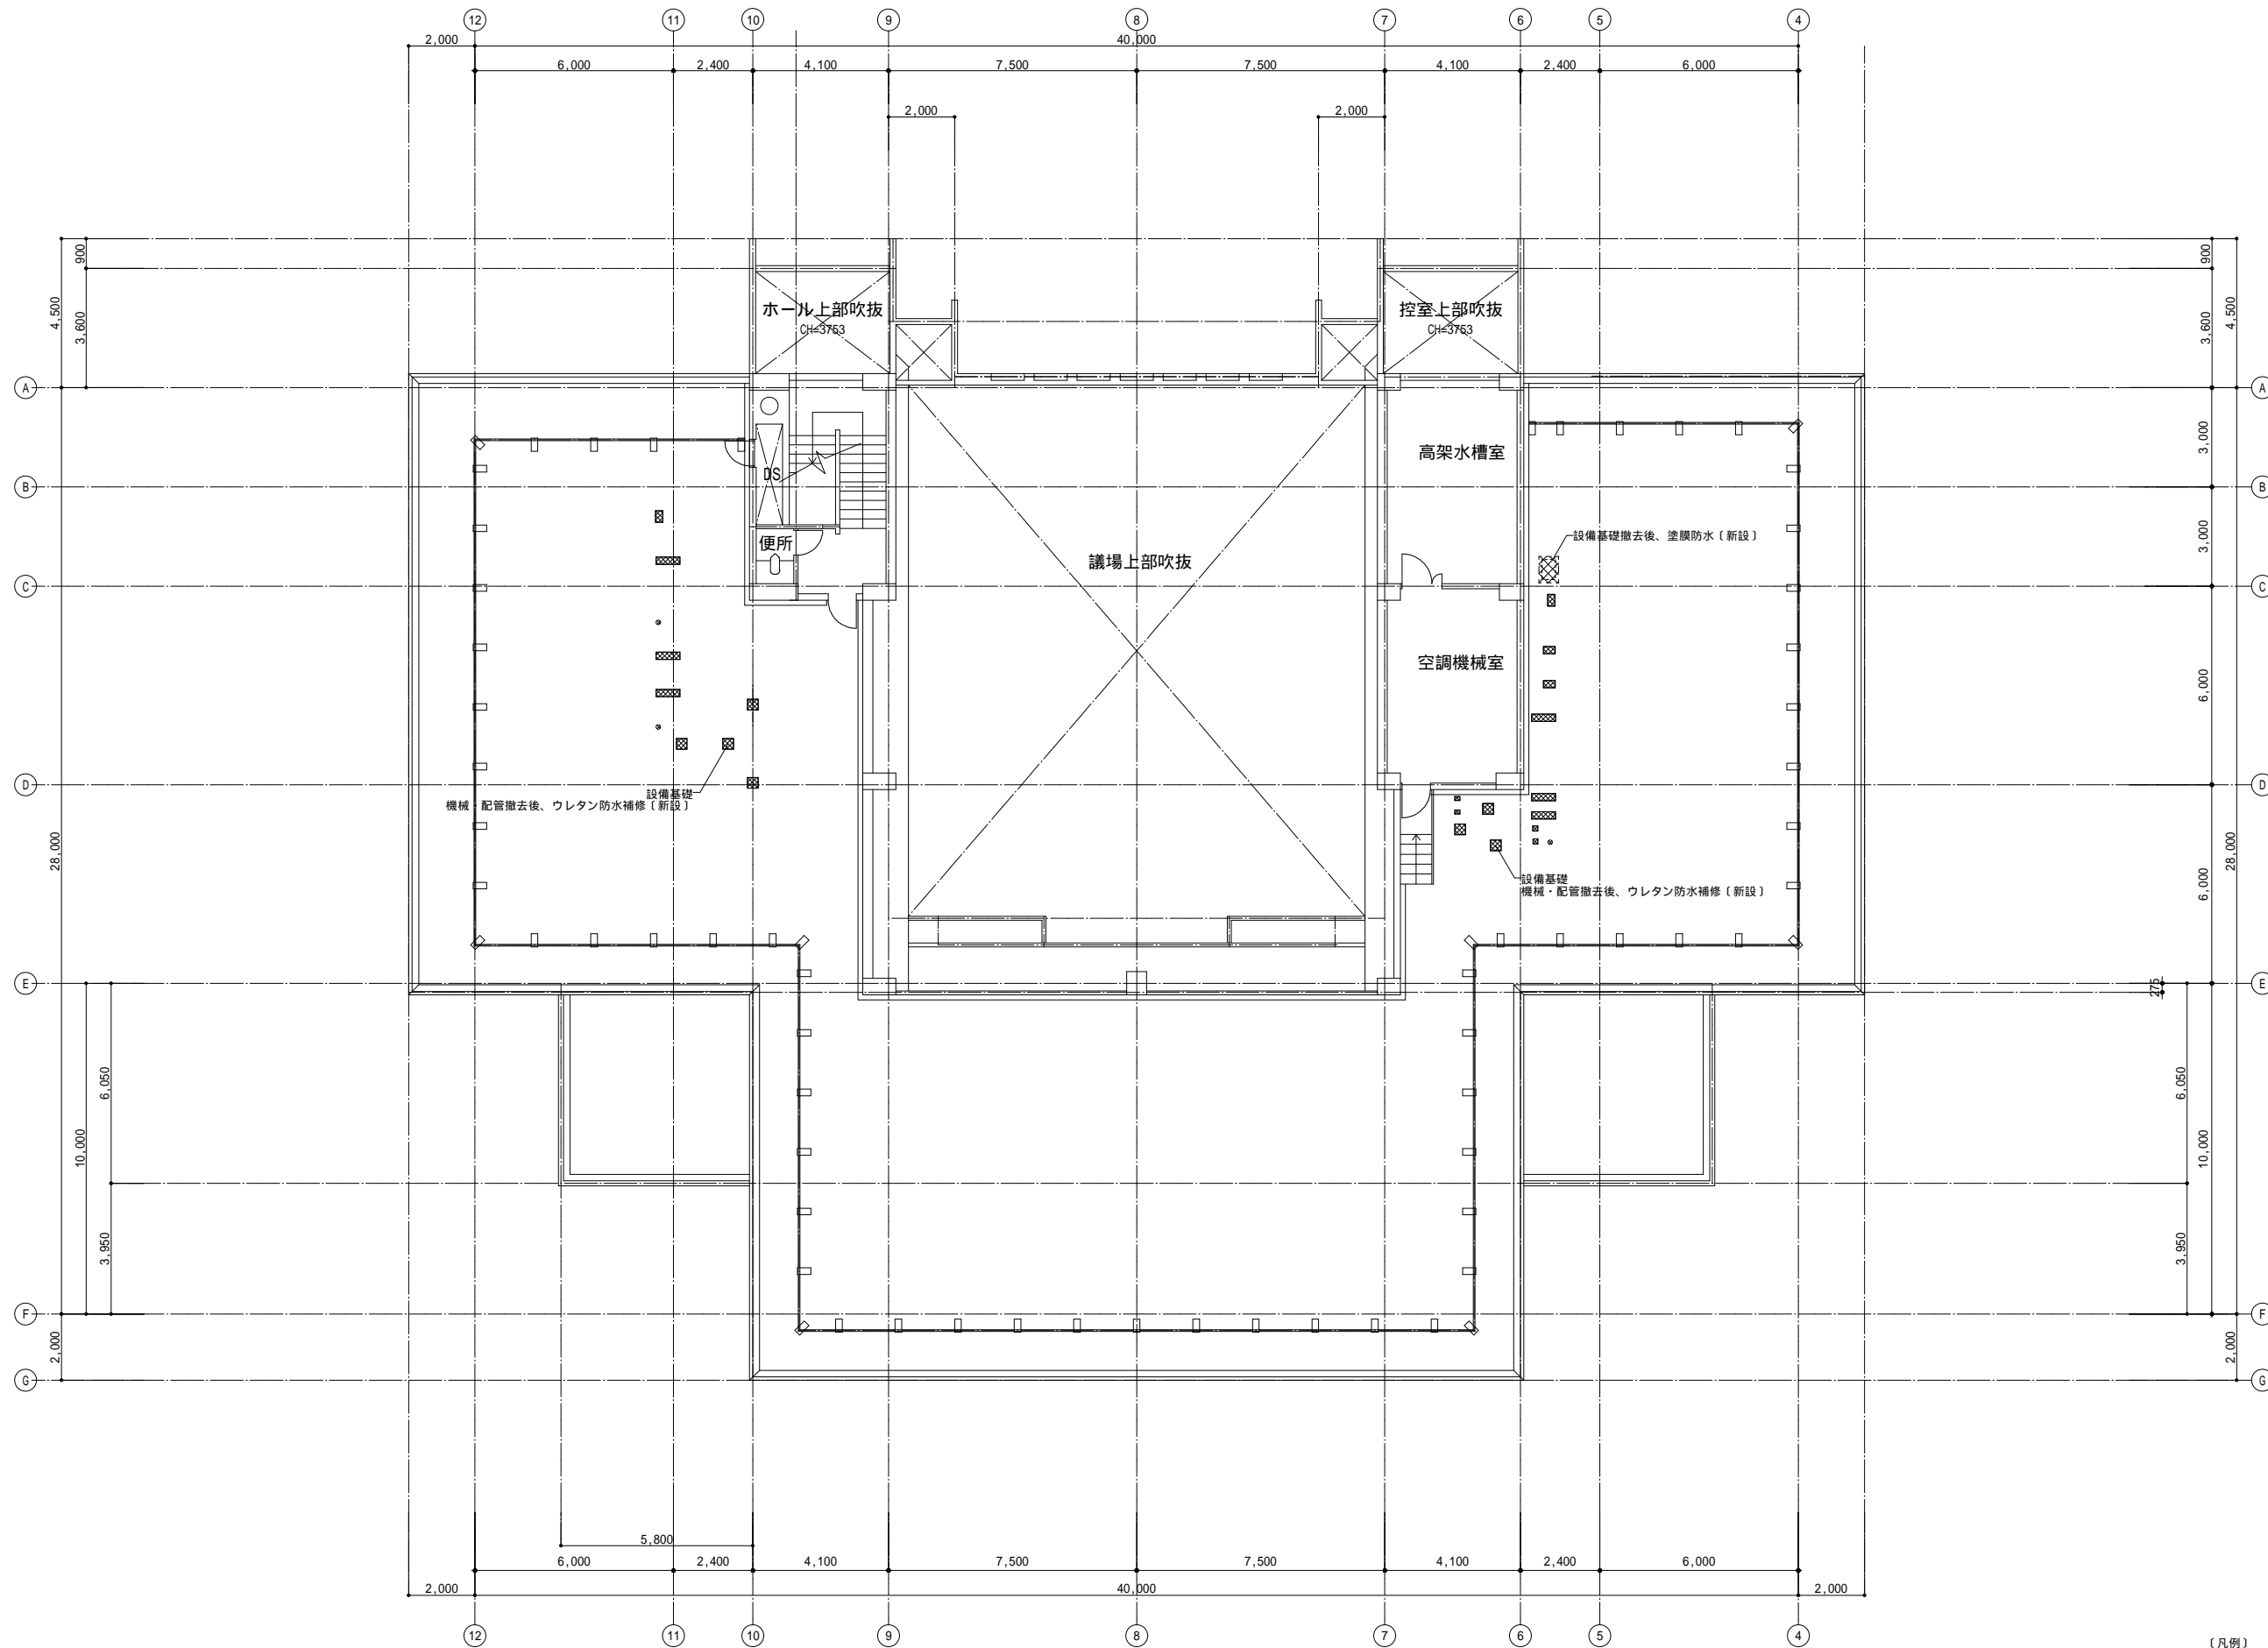 12 11 10 9 8 7 6 5 4
2,000 40,000
6,000 2,400 4,100 7,500 7,500 4,100 2,400 6,000
2,000 2,000
900 900
4,500 3,600 3,600 4,500
ホール上部吹抜 控室上部吹抜
CH=3753 CH=3753
A A
3,000
高架水槽室
DS
B B
3,000
設備基礎撤去後、塗膜防水〔新設〕
便所
議場上部吹抜
C C
空調機械室
6,000
D D
設備基礎
機械・配管撤去後、ウレタン防水補修〔新設〕
28,000 28,000
設備基礎
機械・配管撤去後、ウレタン防水補修〔新設〕
6,000
E E
275
6,050 6,050
10,000 10,000
3,950 3,950
F F
2,000 2,000
G G
5,800
6,000 2,400 4,100 7,500 7,500 4,100 2,400 6,000
2,000 40,000 2,000
12 11 10 9 8 7 6 5 4
〔凡例〕